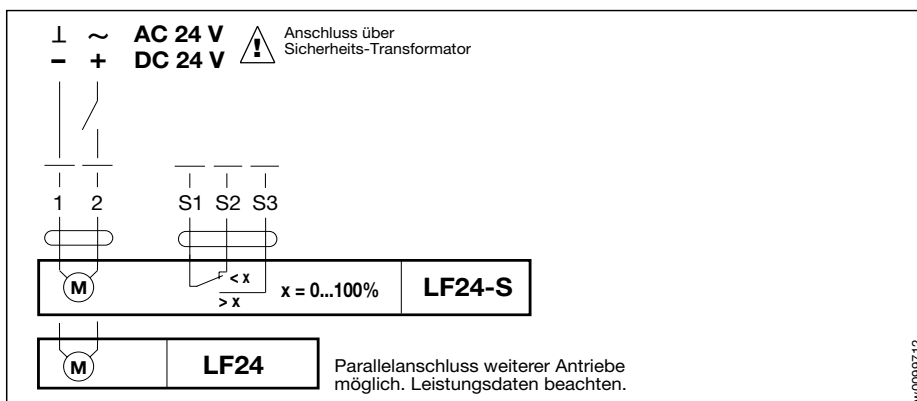 ⊥ ~ AC 24 V
– + DC 24 V
Anschluss über
Sicherheits-Transformator
1 2 S1 S2 S3
M < x
> x
x = 0...100%
LF24-S
M LF24
Parallelanschluss weiterer Antriebe
möglich. Leistungsdaten beachten.